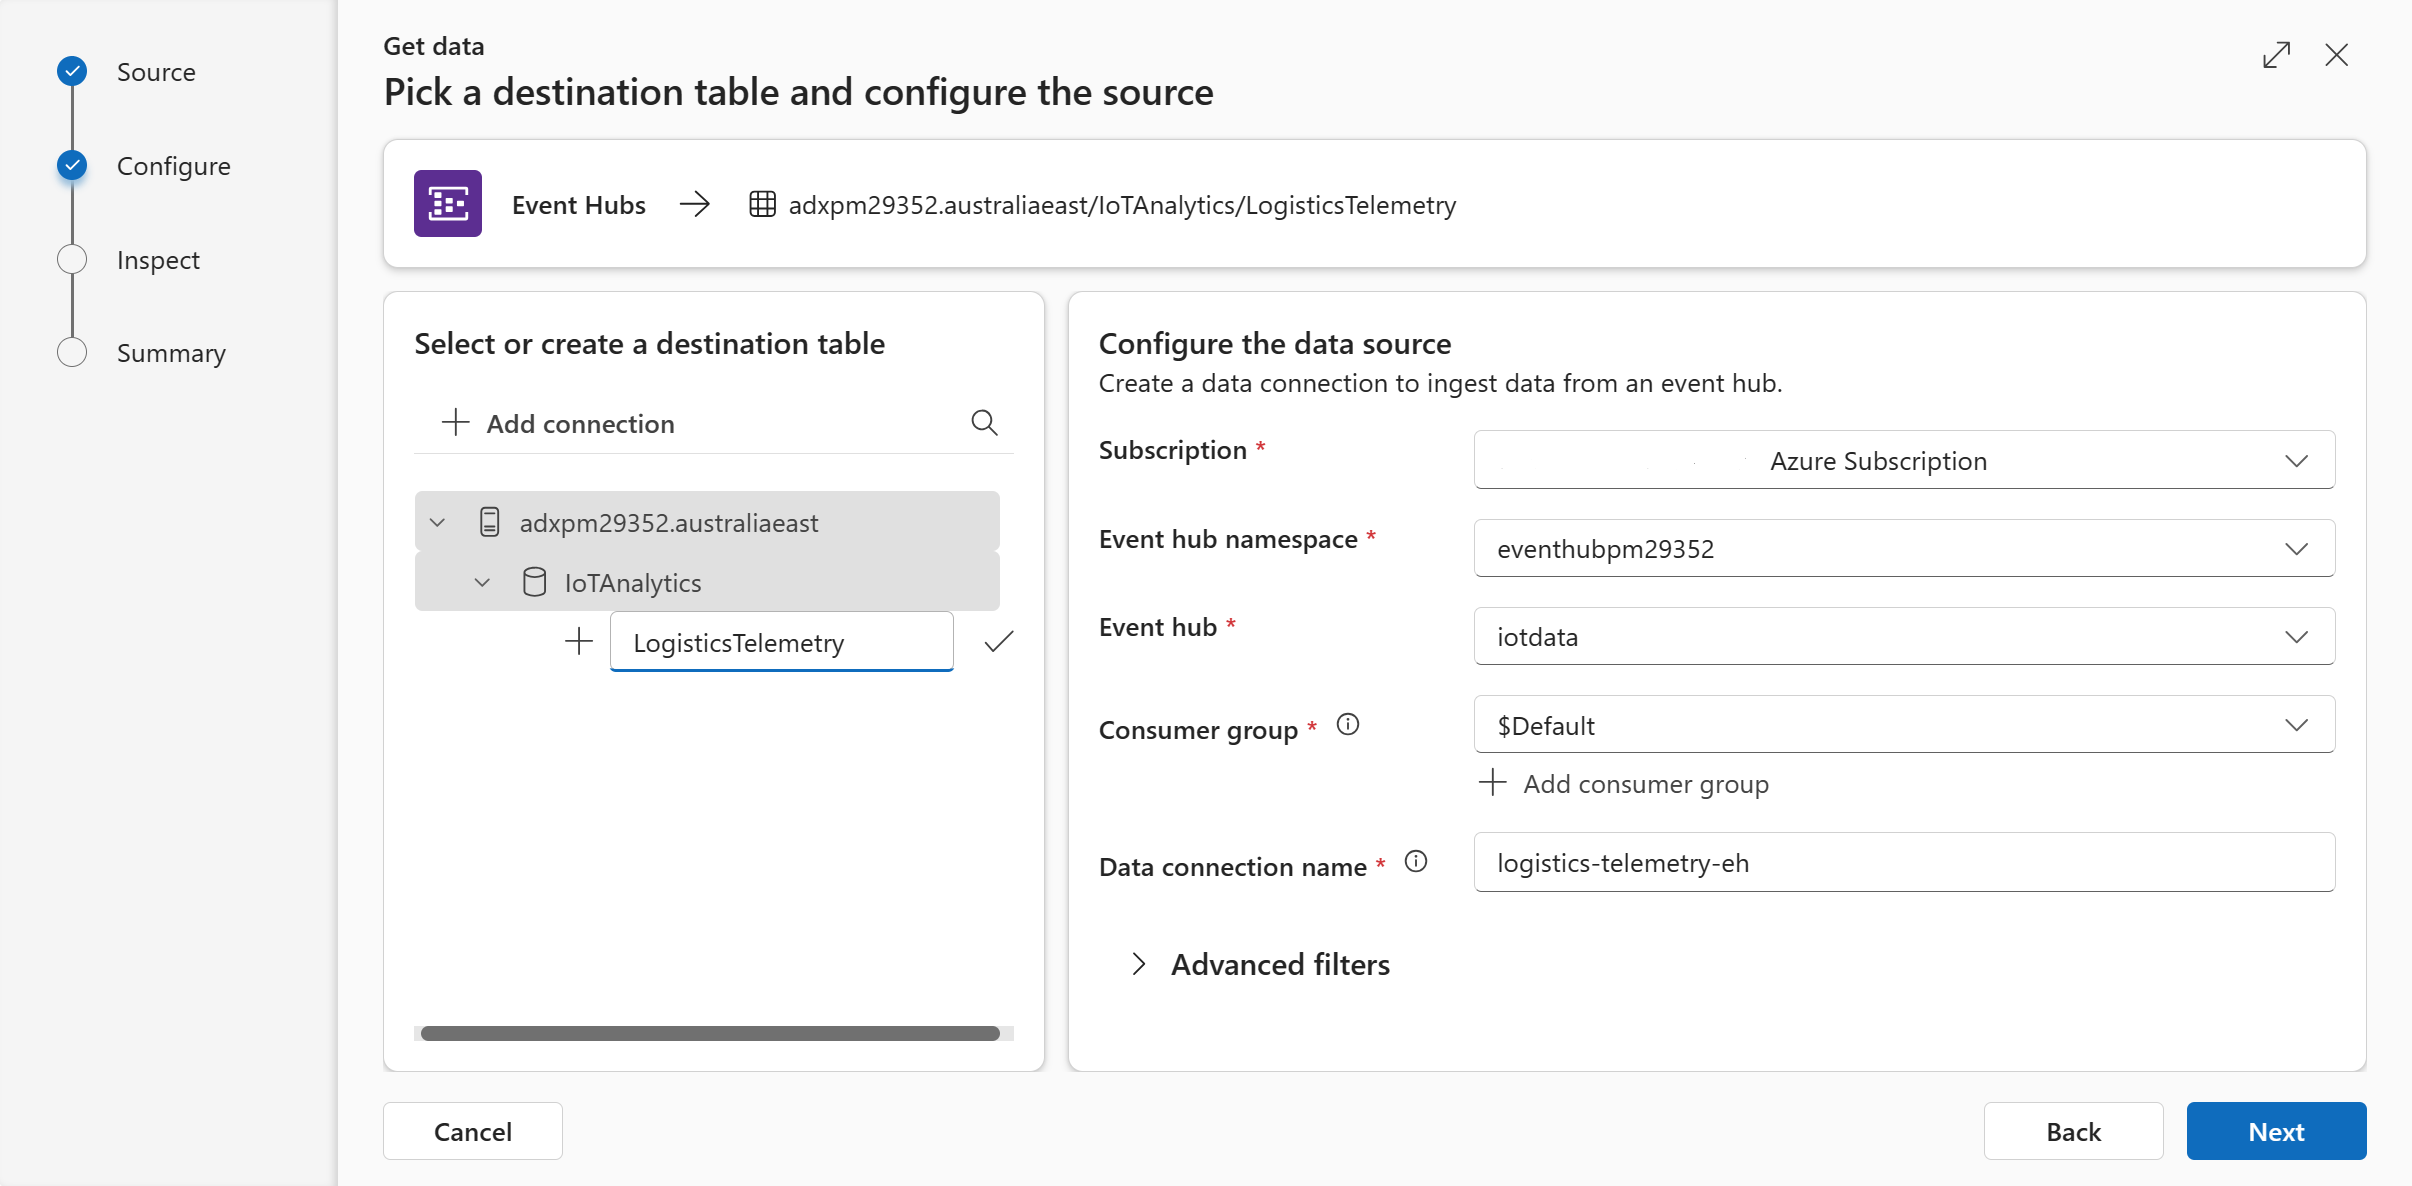 Source
Configure
Inspect
Summary
Get data
Pick a destination table and configure the source
Event Hubs
adxpm29352.australiaeast/IoTAnalytics/LogisticsTelemetry
Select or create a destination table
Add connection
adxpm29352.australiaeast
IoTAnalytics
LogisticsTelemetry
Configure the data source
Create a data connection to ingest data from an event hub.
Subscription *
Azure Subscription
Event hub namespace *
eventhubpm29352
Event hub *
iotdata
Consumer group *
$Default
Add consumer group
Data connection name *
logistics-telemetry-eh
Advanced filters
Cancel
Back
Next